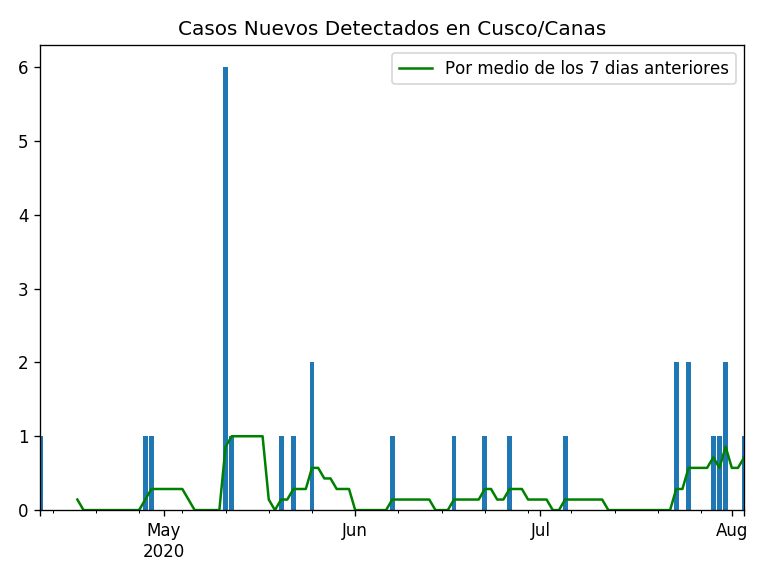 Casos Nuevos Detectados en Cusco/Canas
Por medio de los 7 dias anteriores
6
5
4
3
2
1
0
May
2020
Jun
Jul
Aug